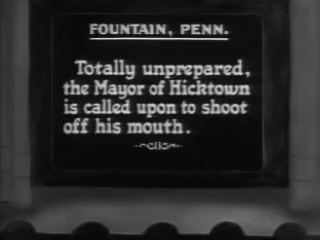 FOUNTAIN, PENN.
Totally unprepared,
the Mayor of Hicktown
is called upon to shoot
off his mouth.